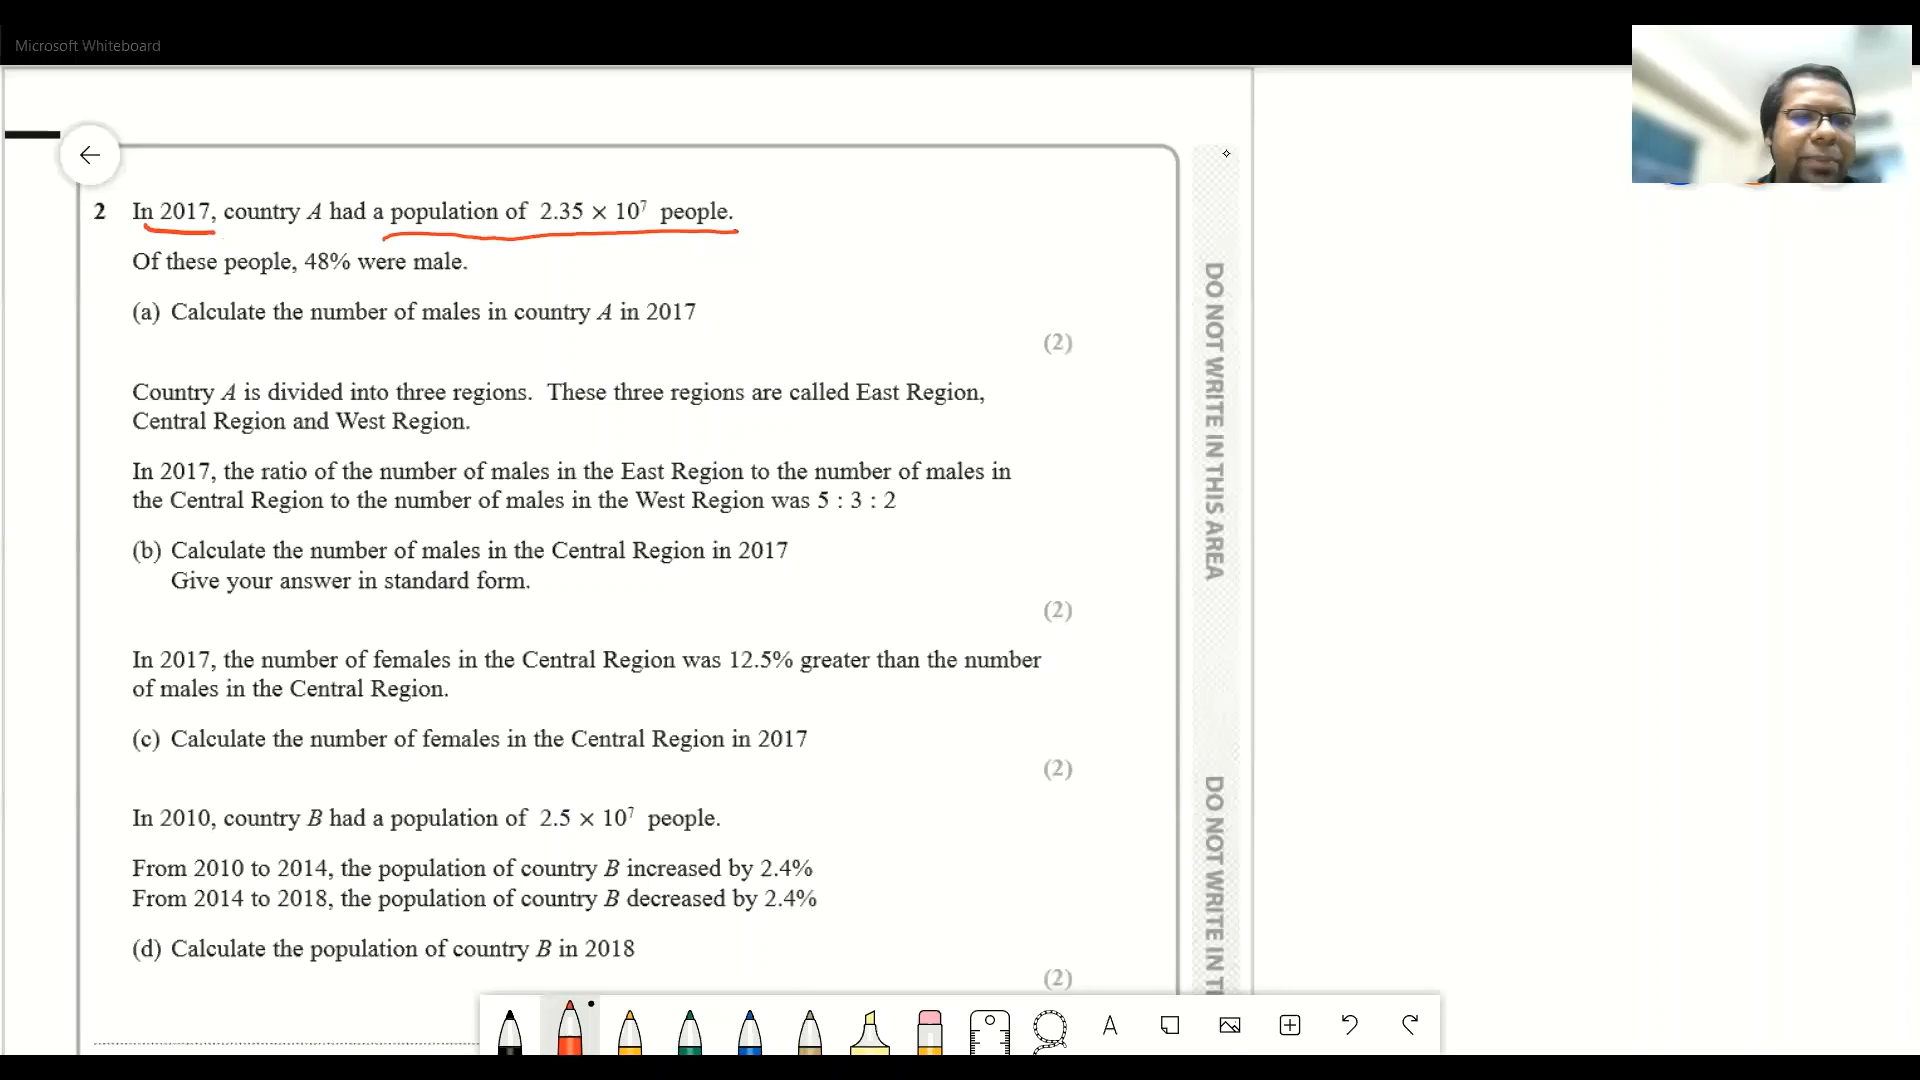 Microsoft Whiteboard
2 In 2017, country A had a population of 2.35 × 10⁷ people.
Of these people, 48% were male.
(a) Calculate the number of males in country A in 2017
(2)
Country A is divided into three regions. These three regions are called East Region,
Central Region and West Region.
In 2017, the ratio of the number of males in the East Region to the number of males in
the Central Region to the number of males in the West Region was 5 : 3 : 2
(b) Calculate the number of males in the Central Region in 2017
Give your answer in standard form.
(2)
In 2017, the number of females in the Central Region was 12.5% greater than the number
of males in the Central Region.
(c) Calculate the number of females in the Central Region in 2017
(2)
In 2010, country B had a population of 2.5 × 10⁷ people.
From 2010 to 2014, the population of country B increased by 2.4%
From 2014 to 2018, the population of country B decreased by 2.4%
(d) Calculate the population of country B in 2018
(2)
DO NOT WRITE IN THIS AREA
DO NOT WRITE IN T
A